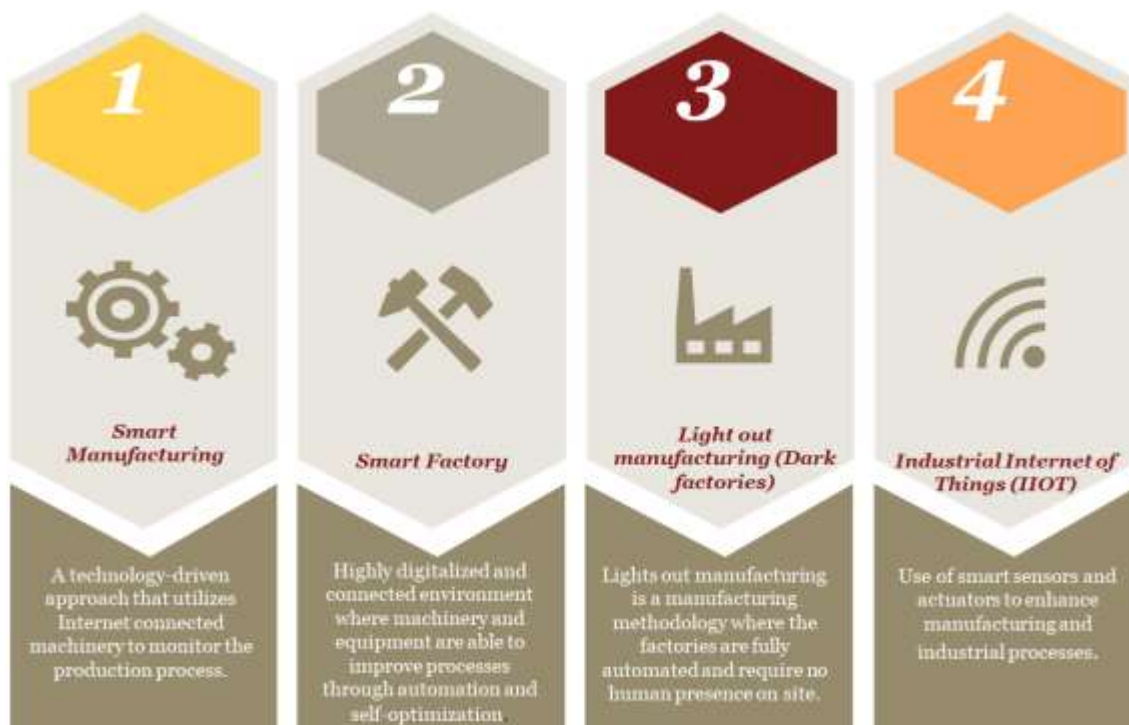 1
Smart
Manufacturing
A technology-driven
approach that utilizes
Internet connected
machinery to monitor the
production process.
2
Smart Factory
Highly digitalized and
connected environment
where machinery and
equipment are able to
improve processes
through automation and
self-optimization.
3
Light out
manufacturing (Dark
factories)
Lights out manufacturing
is a manufacturing
methodology where the
factories are fully
automated and require no
human presence on site.
4
Industrial Internet of
Things (IIOT)
Use of smart sensors and
actuators to enhance
manufacturing and
industrial processes.